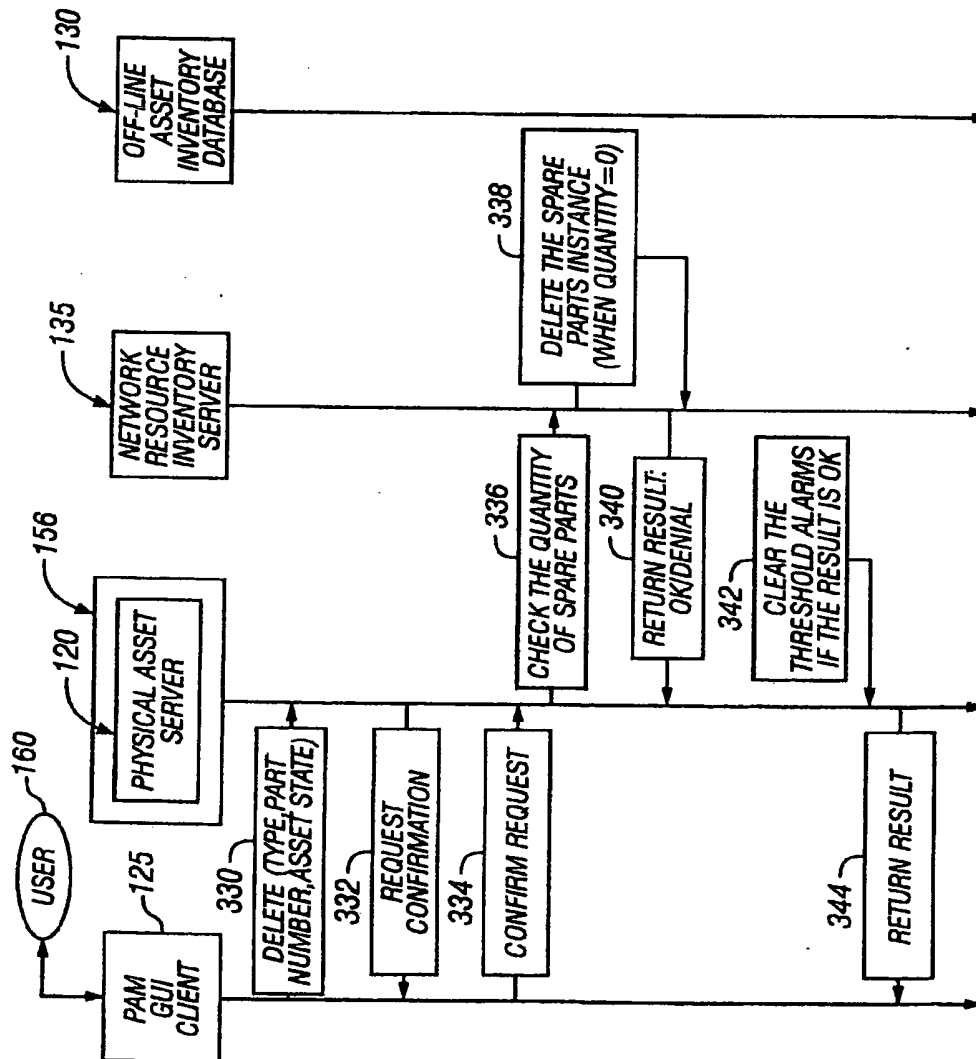 160
USER
125
PAM
GUI
CLIENT
156
120
PHYSICAL ASSET
SERVER
135
NETWORK
RESOURCE
INVENTORY
SERVER
130
OFF-LINE
ASSET
INVENTORY
DATABASE
330
DELETE (TYPE,PART
NUMBER,ASSET STATE)
332
REQUEST
CONFIRMATION
334
CONFIRM REQUEST
336
CHECK THE QUANTITY
OF SPARE PARTS
338
DELETE THE SPARE
PARTS INSTANCE
(WHEN QUANTITY=0)
340
RETURN RESULT:
OK/DENIAL
342
CLEAR THE
THRESHOLD ALARMS
IF THE RESULT IS OK
344
RETURN RESULT